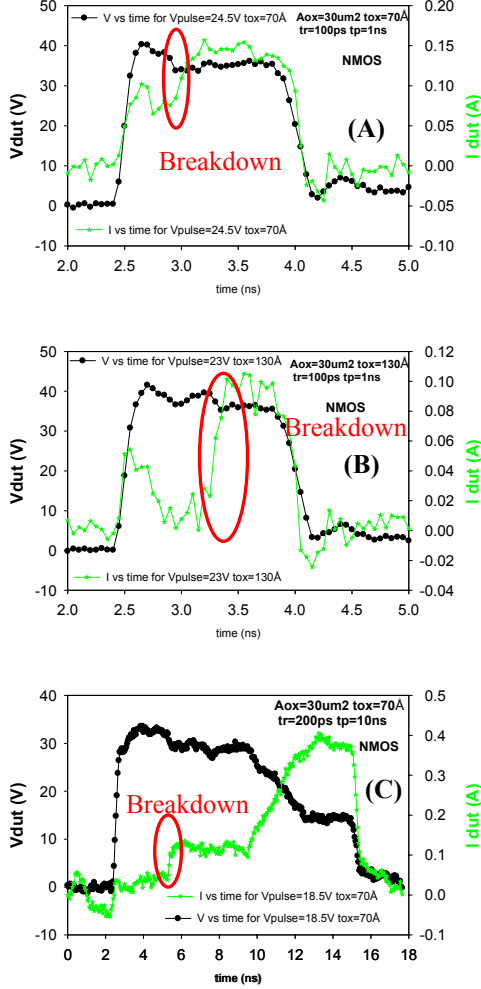 V vs time for Vpulse=24.5V tox=70Å
Aox=30um2 tox=70Å
tr=100ps tp=1ns
NMOS
(A)
Breakdown
I vs time for Vpulse=24.5V tox=70Å
Vdut (V)
50
40
30
20
10
0
-10
I dut (A)
0.20
0.15
0.10
0.05
0.00
-0.05
-0.10
2.0 2.5 3.0 3.5 4.0 4.5 5.0
time (ns)
V vs time for Vpulse=23V tox=130Å
Aox=30um2 tox=130Å
tr=100ps tp=1ns
NMOS
Breakdown
(B)
I vs time for Vpulse=23V tox=130Å
Vdut (V)
50
40
30
20
10
0
-10
I dut (A)
0.12
0.10
0.08
0.06
0.04
0.02
0.00
-0.02
-0.04
2.0 2.5 3.0 3.5 4.0 4.5 5.0
time (ns)
Aox=30um2 tox=70Å
tr=200ps tp=10ns
NMOS
(C)
Breakdown
I vs time for Vpulse=18.5V tox=70Å
V vs time for Vpulse=18.5V tox=70Å
Vdut (V)
40
30
20
10
0
-10
I dut (A)
0.5
0.4
0.3
0.2
0.1
0.0
-0.1
0 2 4 6 8 10 12 14 16 18
time (ns)